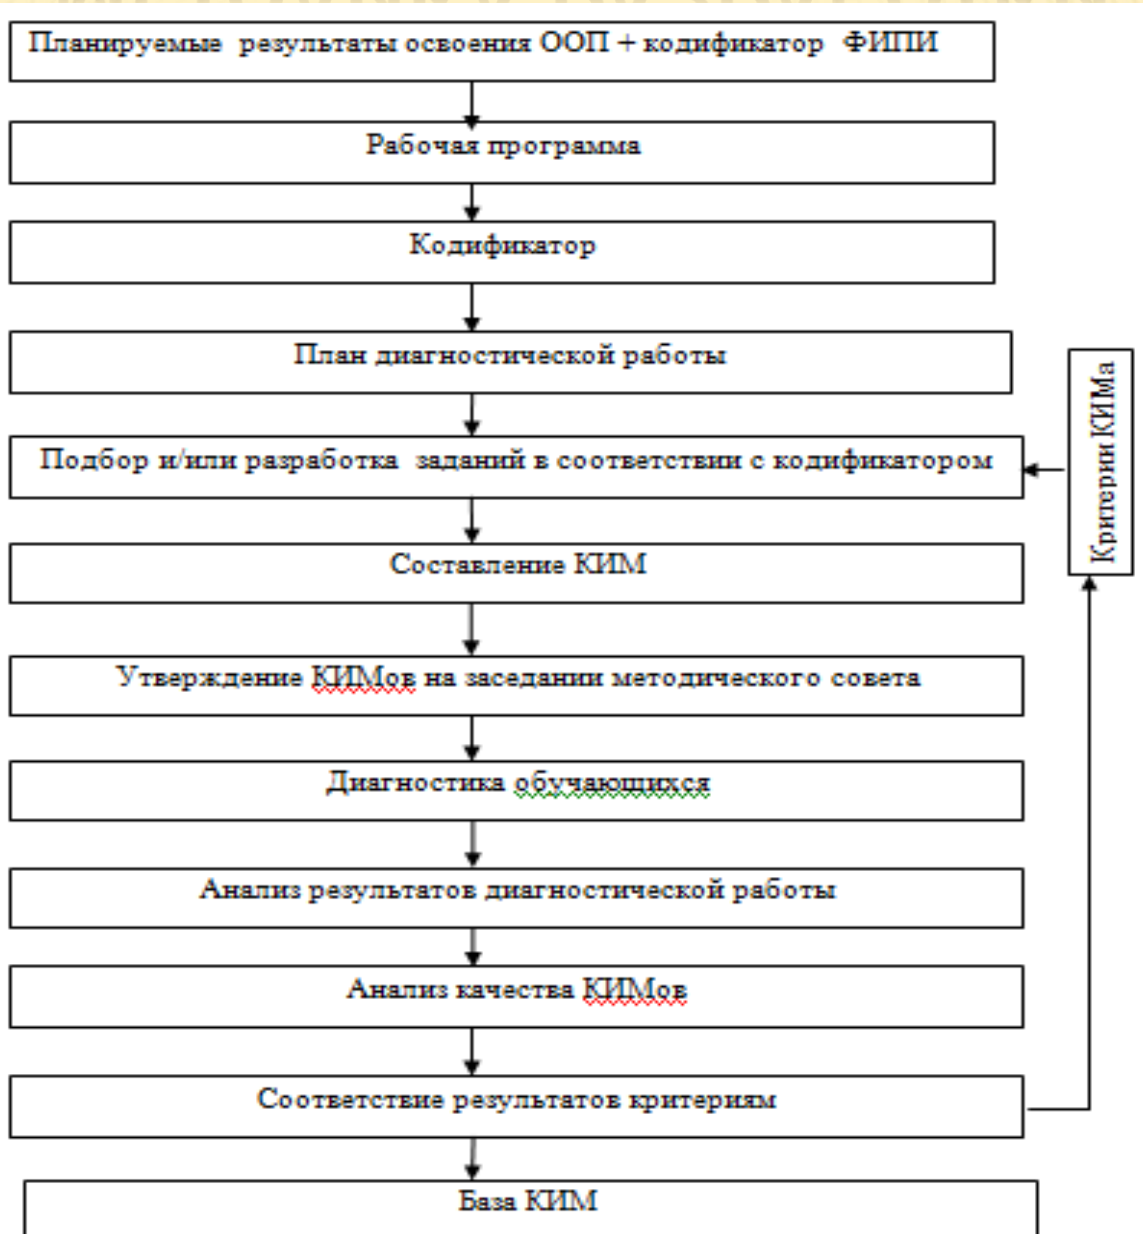 Планируемые результаты освоения ООП + кодификатор ФИПИ
Рабочая программа
Кодификатор
План диагностической работы
Подбор и/или разработка заданий в соответствии с кодификатором
Критерии КИМа
Составление КИМ
Утверждение КИМов на заседании методического совета
Диагностика обучающихся
Анализ результатов диагностической работы
Анализ качества КИМов
Соответствие результатов критериям
База КИМ